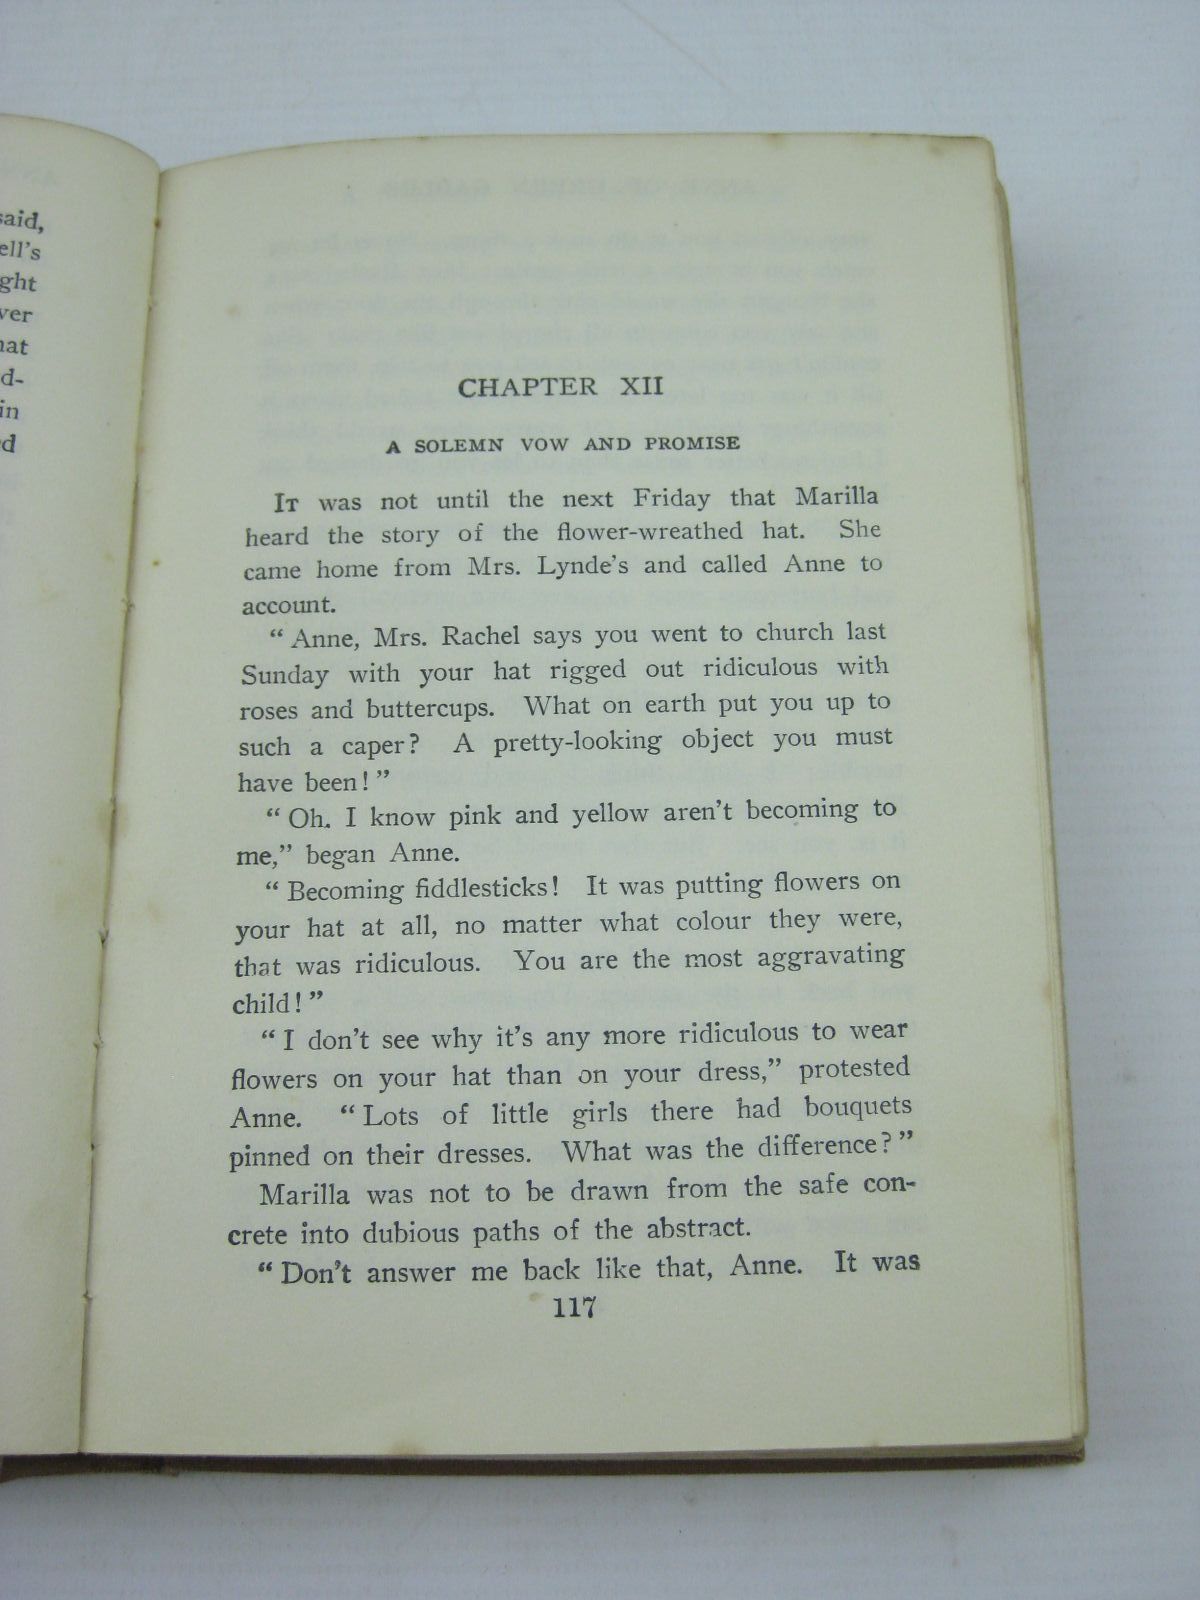 said,
ell's
ght
ver
hat
d-
in
rd
CHAPTER XII
A SOLEMN VOW AND PROMISE
IT was not until the next Friday that Marilla
heard the story of the flower-wreathed hat. She
came home from Mrs. Lynde's and called Anne to
account.
“Anne, Mrs. Rachel says you went to church last
Sunday with your hat rigged out ridiculous with
roses and buttercups. What on earth put you up to
such a caper? A pretty-looking object you must
have been!”
“Oh. I know pink and yellow aren't becoming to
me,” began Anne.
“Becoming fiddlesticks! It was putting flowers on
your hat at all, no matter what colour they were,
that was ridiculous. You are the most aggravating
child!”
“I don't see why it's any more ridiculous to wear
flowers on your hat than on your dress,” protested
Anne. “Lots of little girls there had bouquets
pinned on their dresses. What was the difference?”
Marilla was not to be drawn from the safe con-
crete into dubious paths of the abstract.
“Don't answer me back like that, Anne. It was
117